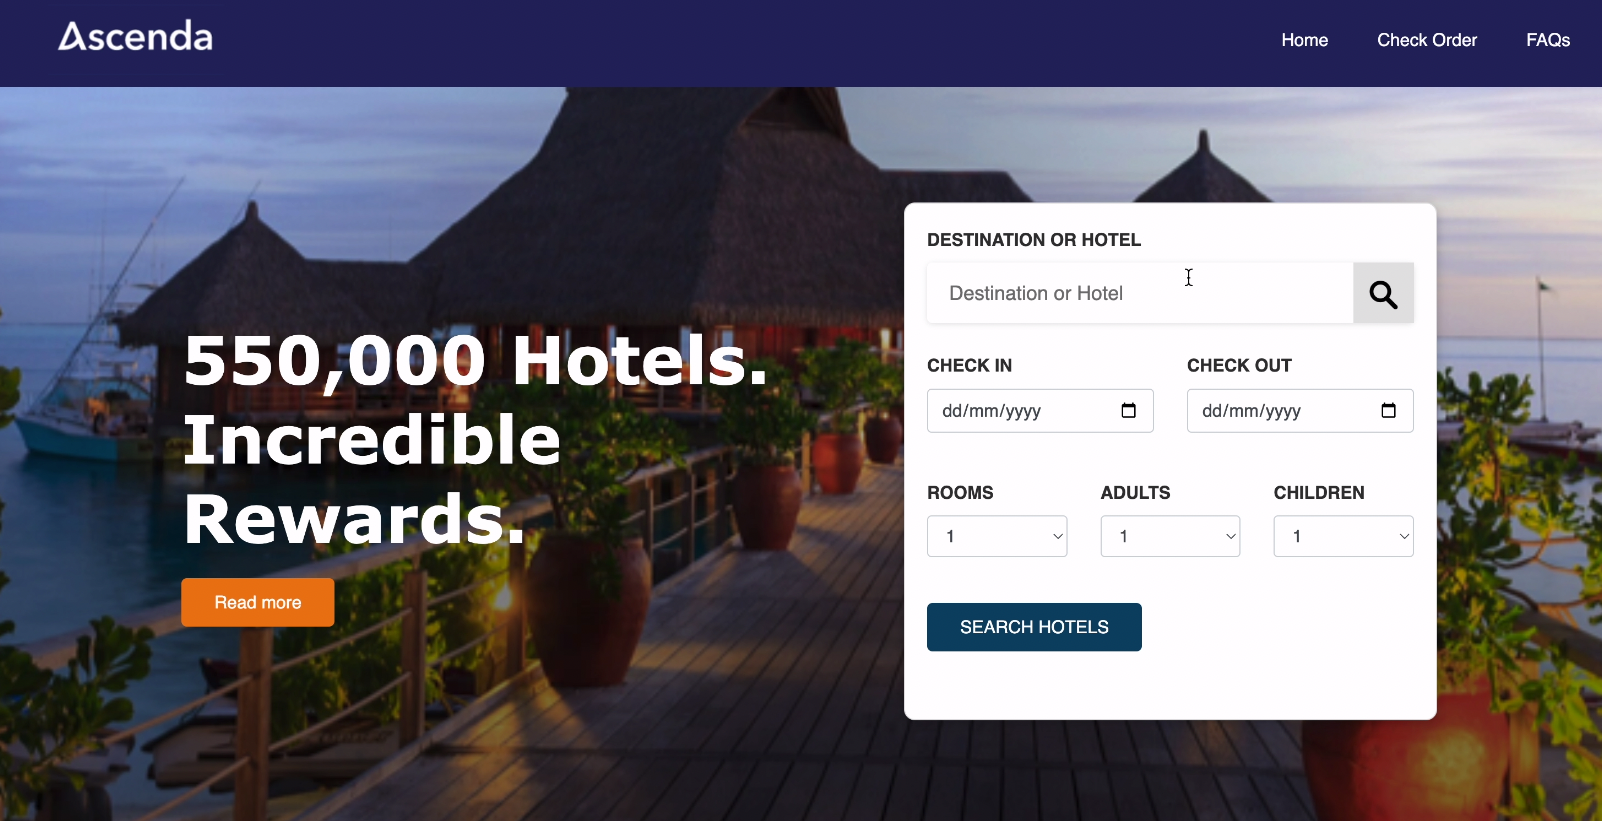 Ascenda
Home
Check Order
FAQs
550,000 Hotels.
Incredible
Rewards.
Read more
DESTINATION OR HOTEL
Destination or Hotel
CHECK IN
CHECK OUT
dd/mm/yyyy
dd/mm/yyyy
ROOMS
ADULTS
CHILDREN
1
1
1
SEARCH HOTELS